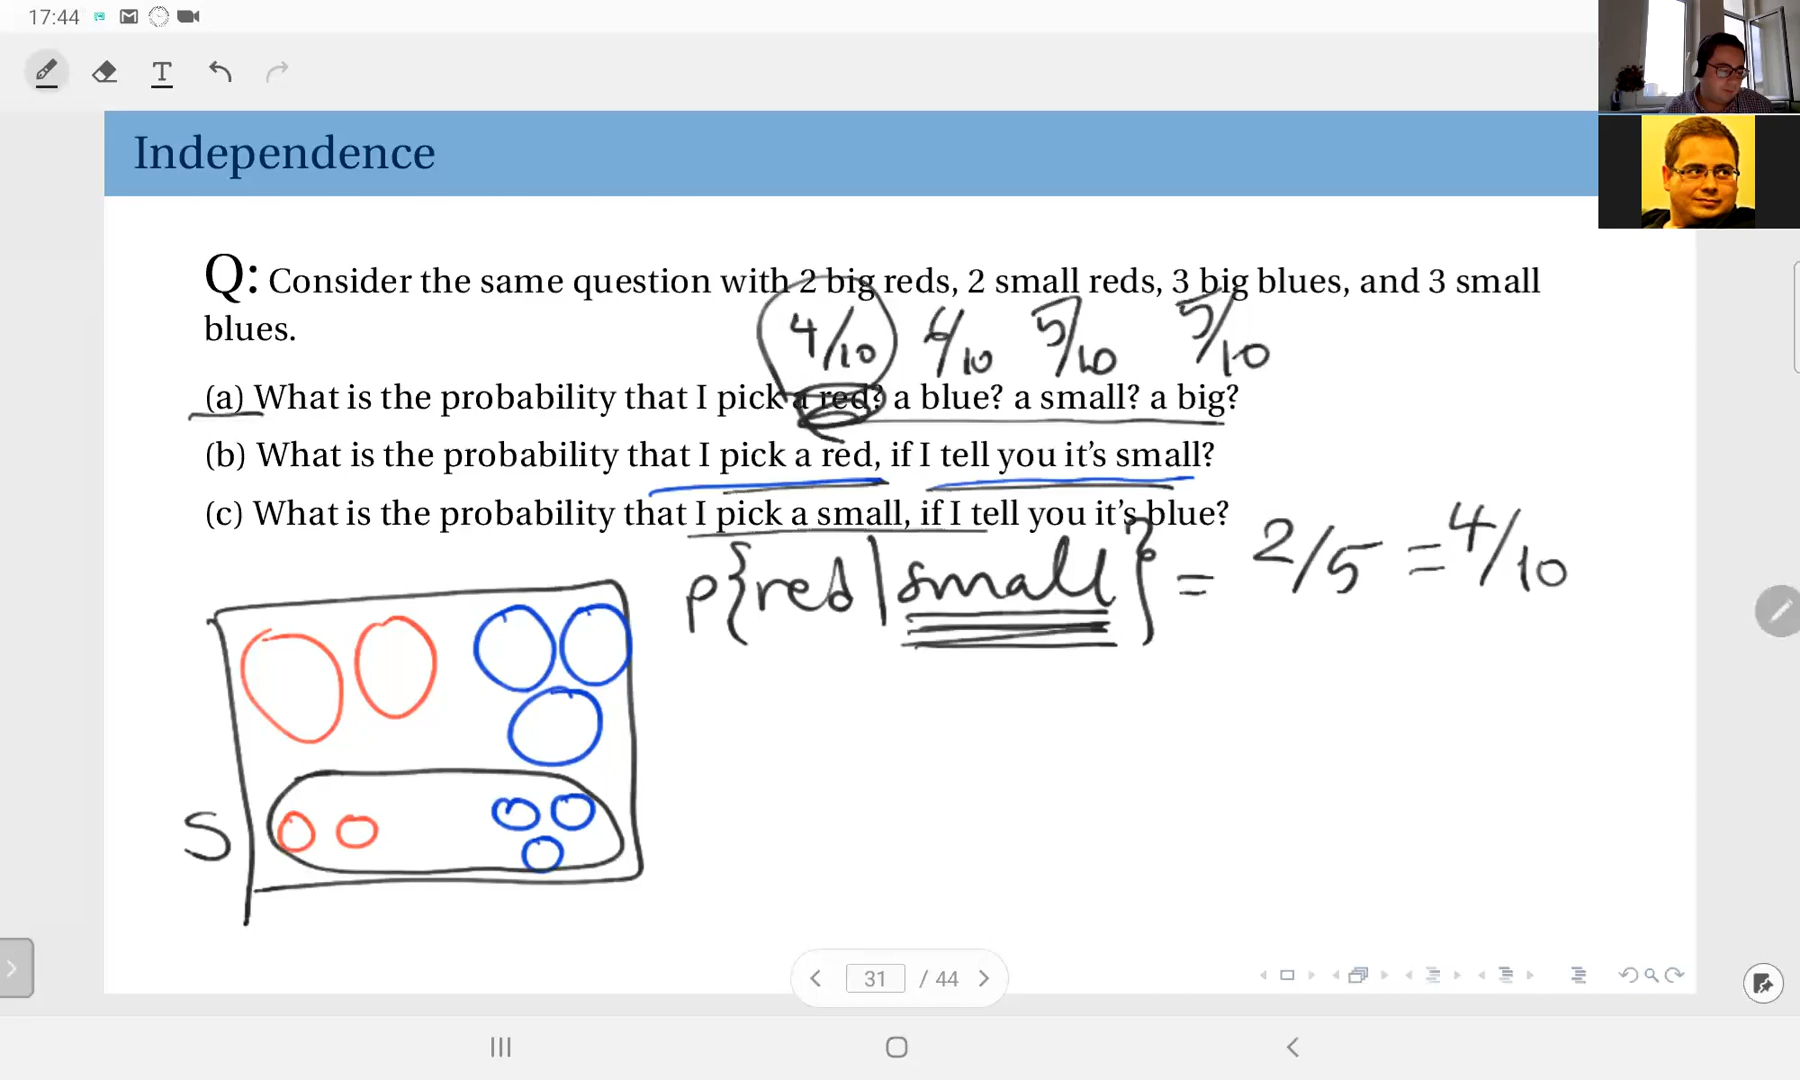 17:44
Independence
Q: Consider the same question with 2 big reds, 2 small reds, 3 big blues, and 3 small
blues.
4/10 6/10 5/10 5/10
(a) What is the probability that I pick a red? a blue? a small? a big?
(b) What is the probability that I pick a red, if I tell you it's small?
(c) What is the probability that I pick a small, if I tell you it's blue?
p{red|small} = 2/5 = 4/10
S
31 / 44